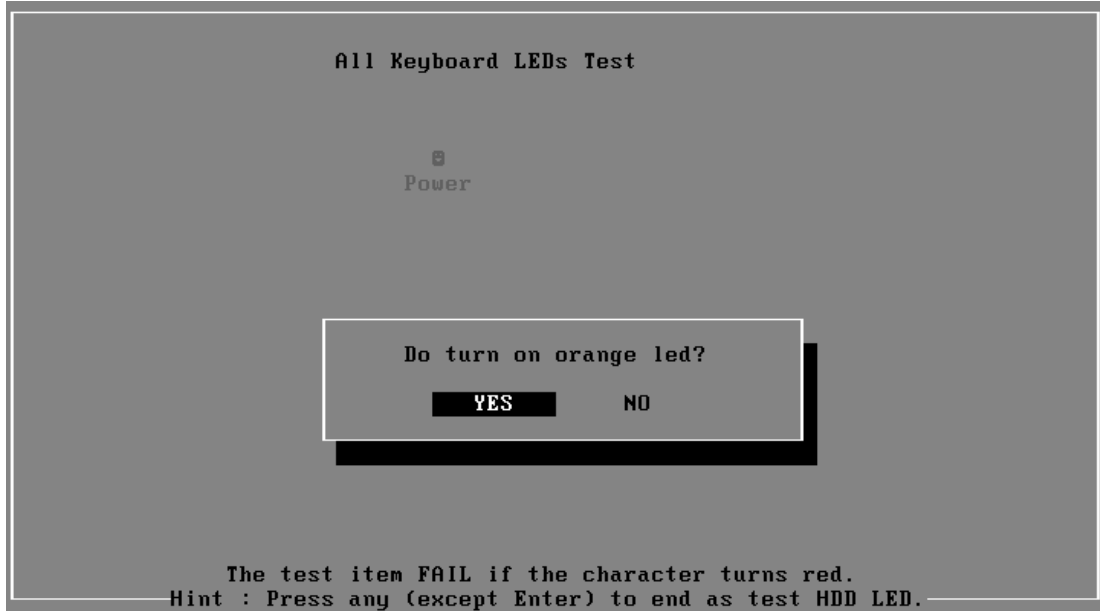 All Keyboard LEDs Test
Power
Do turn on orange led?
YES NO
The test item FAIL if the character turns red.
Hint : Press any (except Enter) to end as test HDD LED.